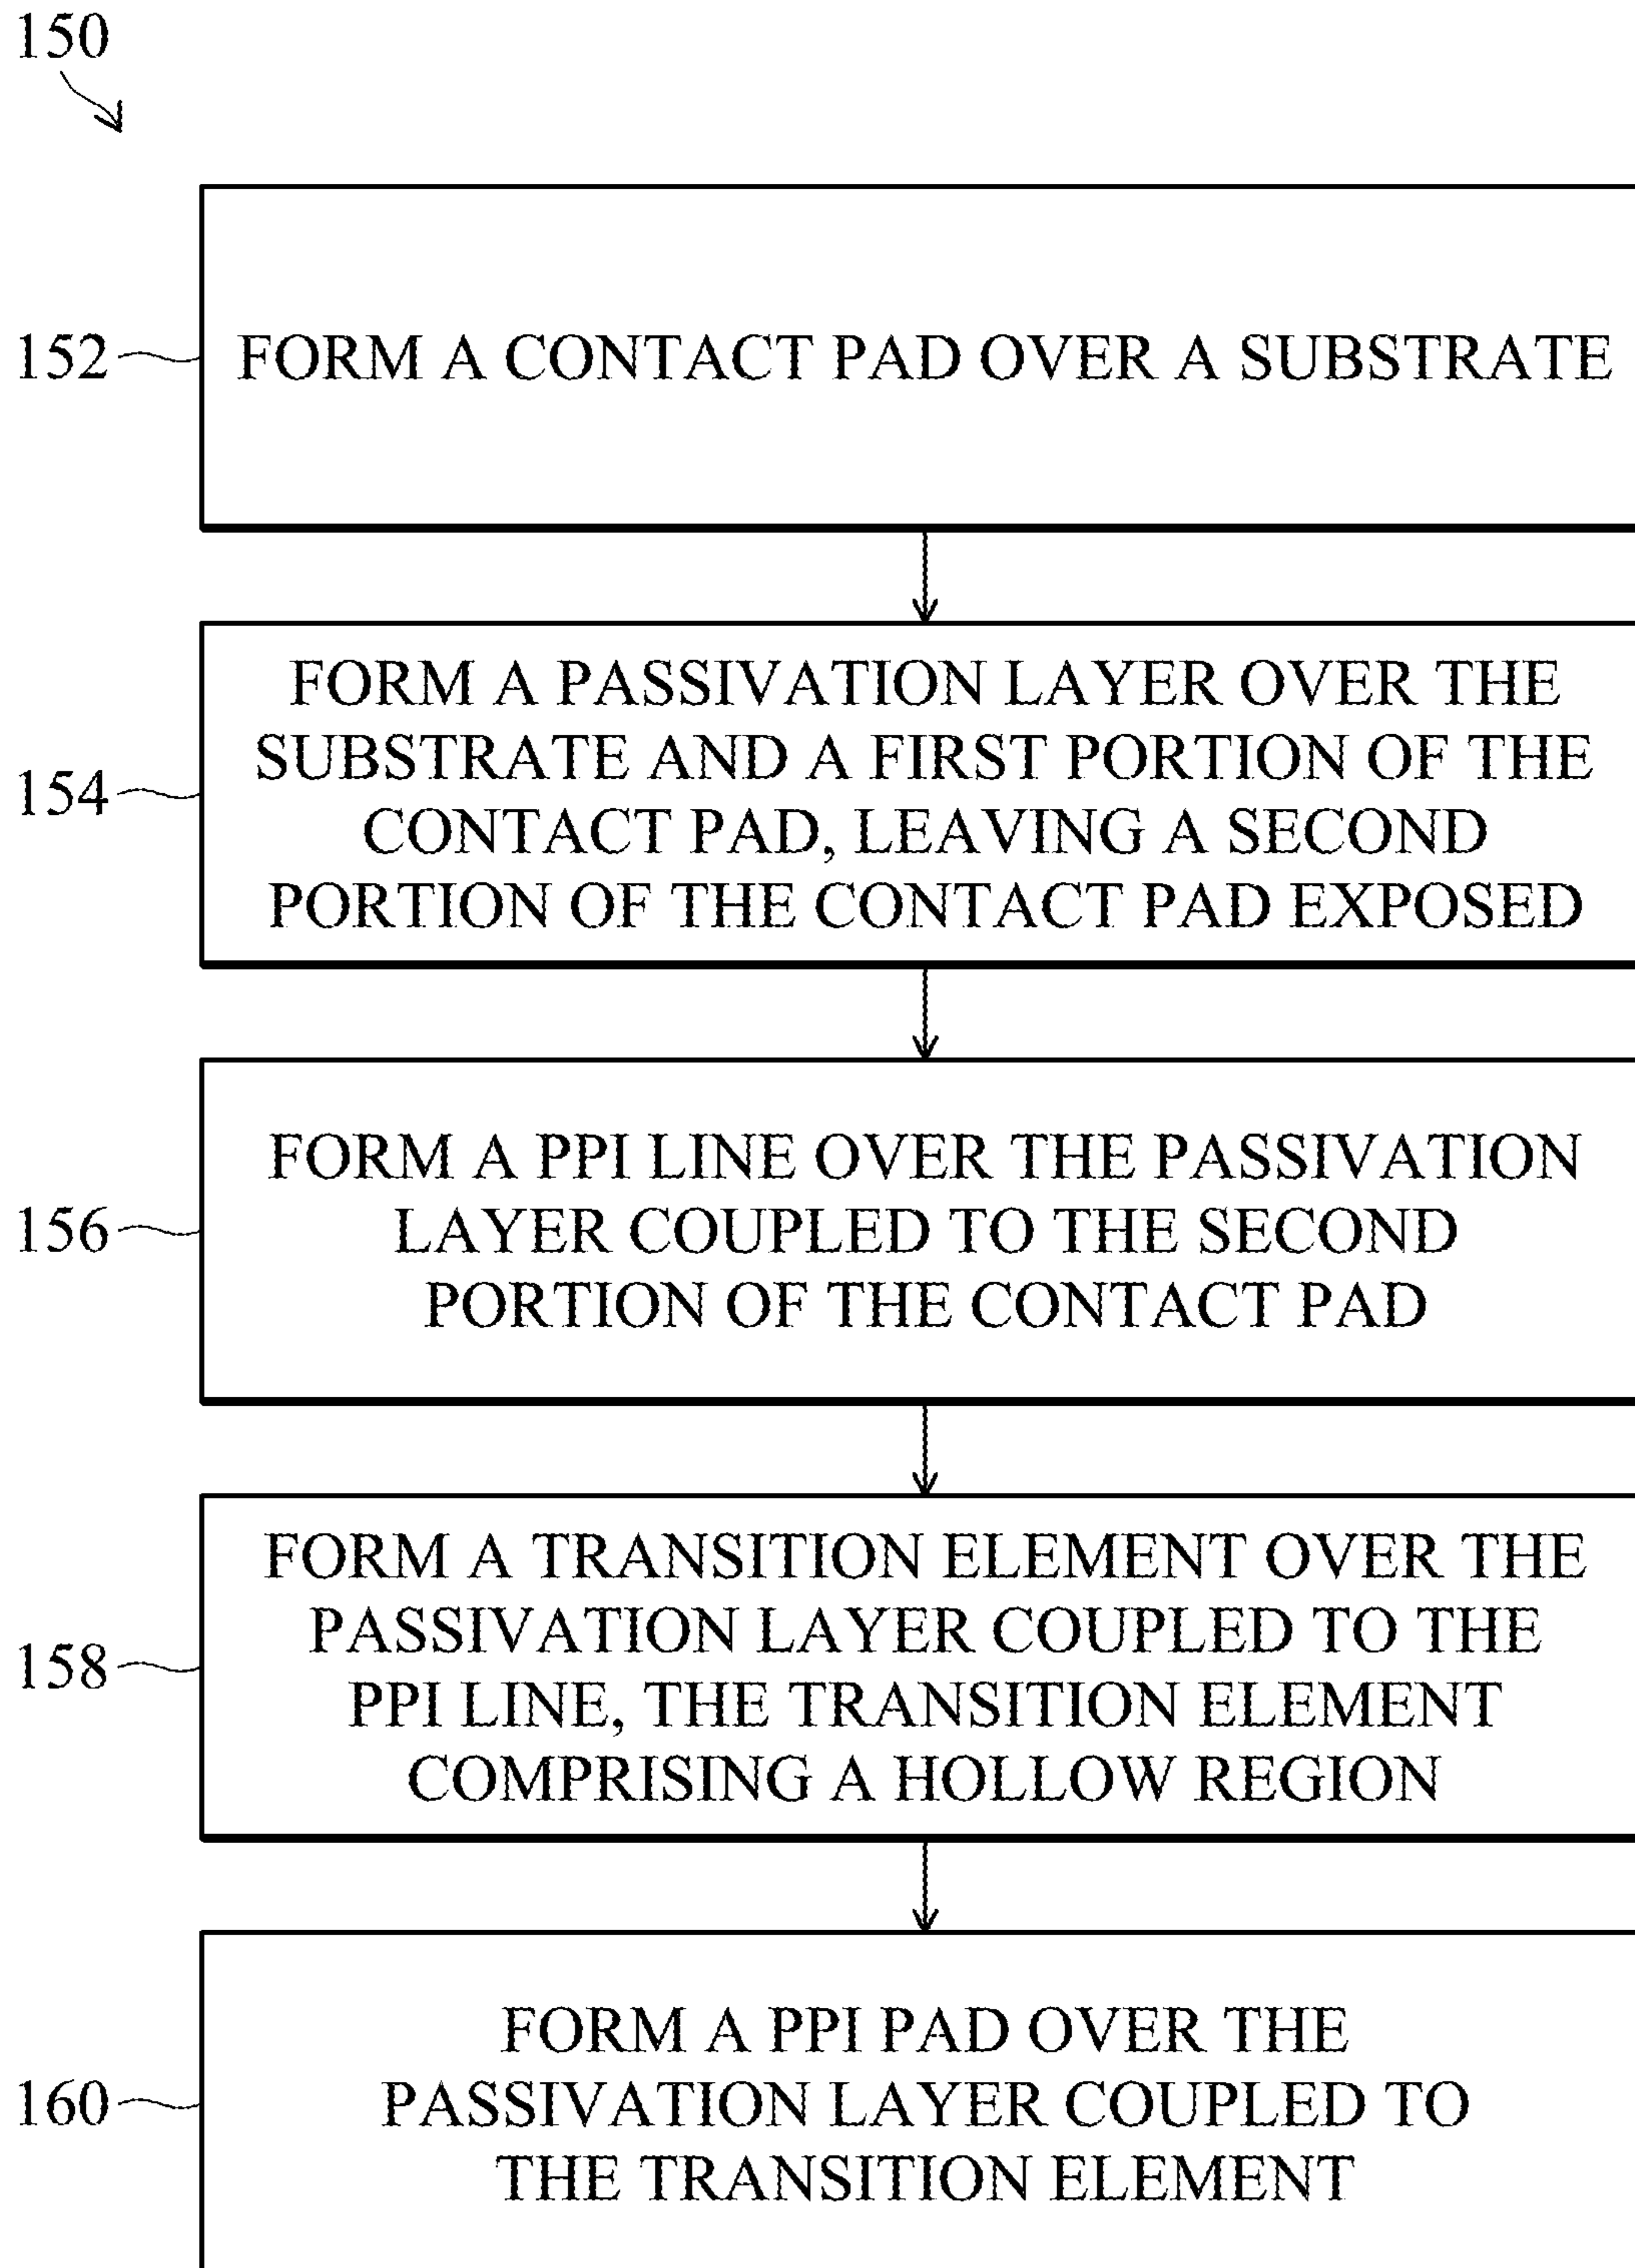 150
152
FORM A CONTACT PAD OVER A SUBSTRATE
154
FORM A PASSIVATION LAYER OVER THE
SUBSTRATE AND A FIRST PORTION OF THE
CONTACT PAD, LEAVING A SECOND
PORTION OF THE CONTACT PAD EXPOSED
156
FORM A PPI LINE OVER THE PASSIVATION
LAYER COUPLED TO THE SECOND
PORTION OF THE CONTACT PAD
158
FORM A TRANSITION ELEMENT OVER THE
PASSIVATION LAYER COUPLED TO THE
PPI LINE, THE TRANSITION ELEMENT
COMPRISING A HOLLOW REGION
160
FORM A PPI PAD OVER THE
PASSIVATION LAYER COUPLED TO
THE TRANSITION ELEMENT